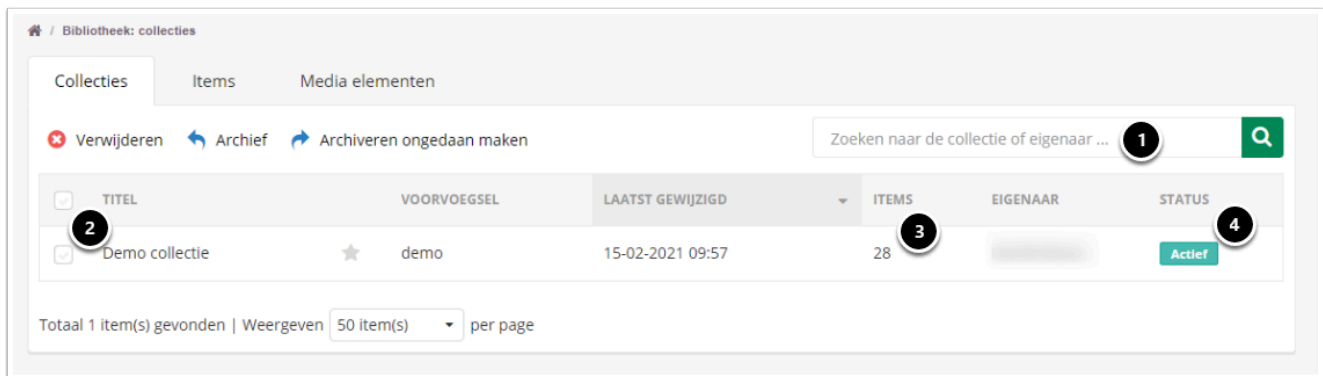 / Bibliotheek: collecties
Collecties Items Media elementen
Verwijderen Archief Archiveren ongedaan maken Zoeken naar de collectie of eigenaar ... 1
TITEL VOORVOEGSEL LAATST GEWIJZIGD ITEMS EIGENAAR STATUS
2 3 4
Demo collectie demo 15-02-2021 09:57 28 Actief
Totaal 1 item(s) gevonden | Weergeven 50 item(s) per page